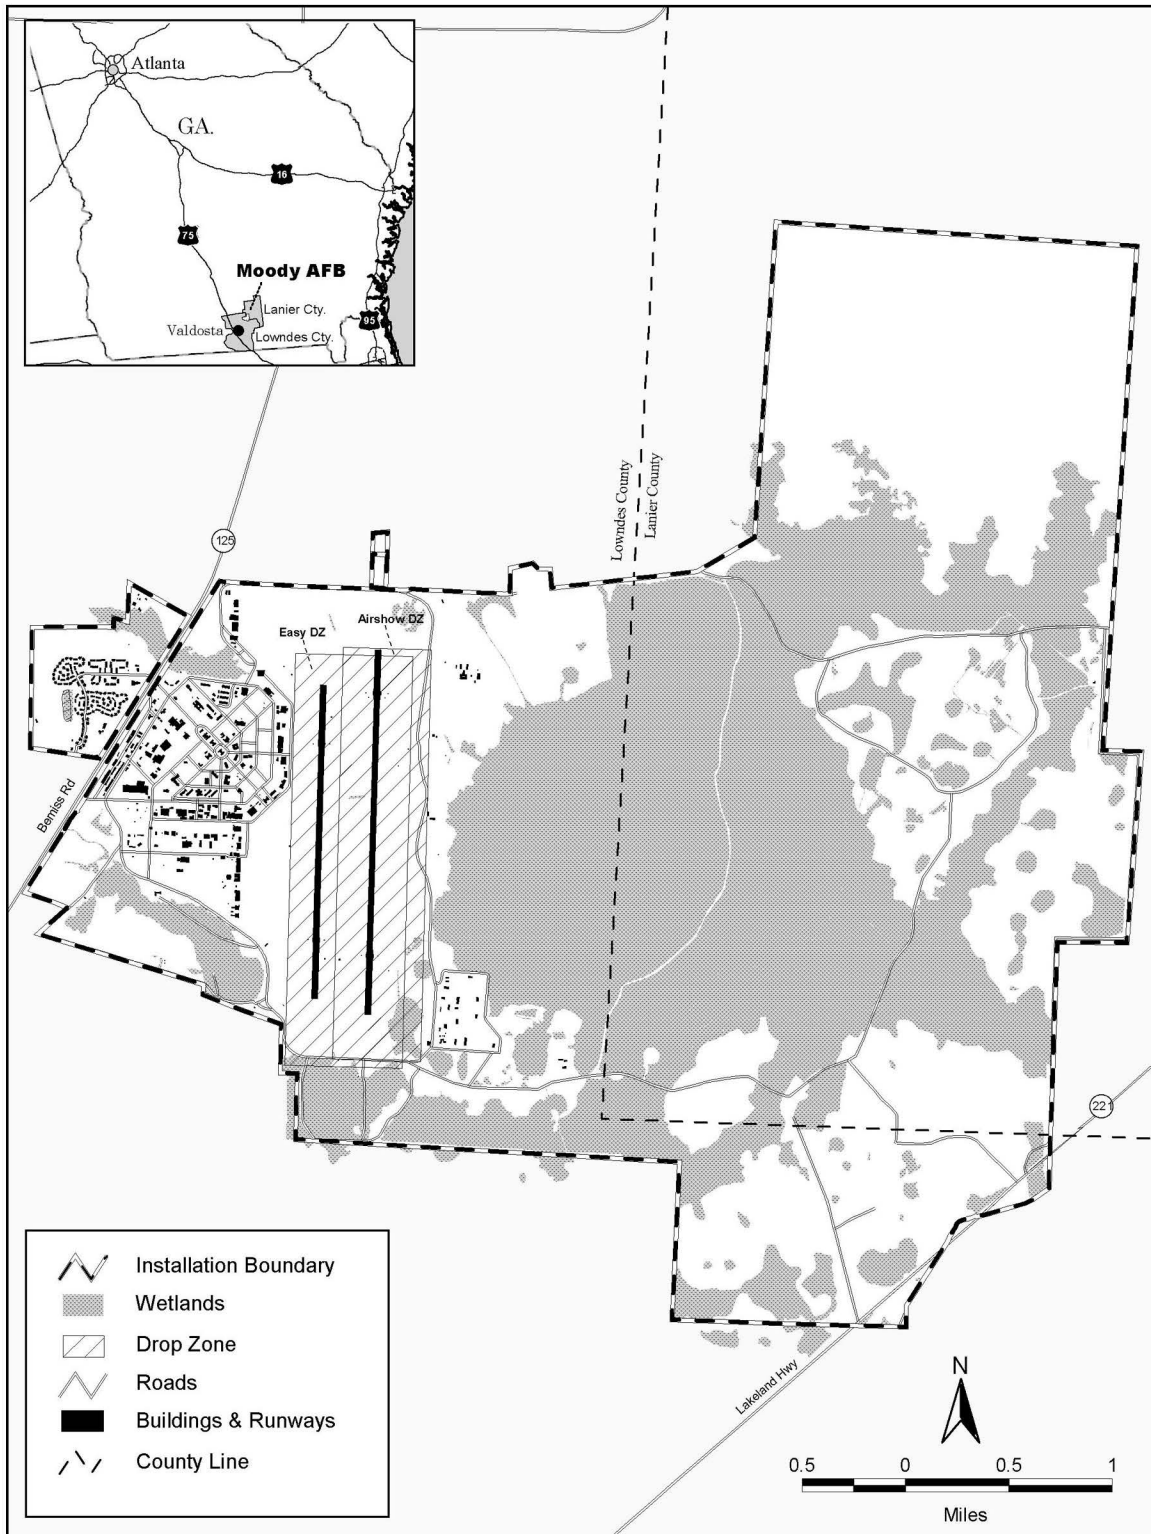 Atlanta
GA.
16
75
Moody AFB
Lanier Cty.
95
Valdosta
Lowndes Cty.
Lowndes County
Lanier County
125
Easy DZ
Airshow DZ
Bemiss Rd
221
Lakeland Hwy
Installation Boundary
Wetlands
Drop Zone
Roads
Buildings & Runways
County Line
N
0.5 0 0.5 1
Miles